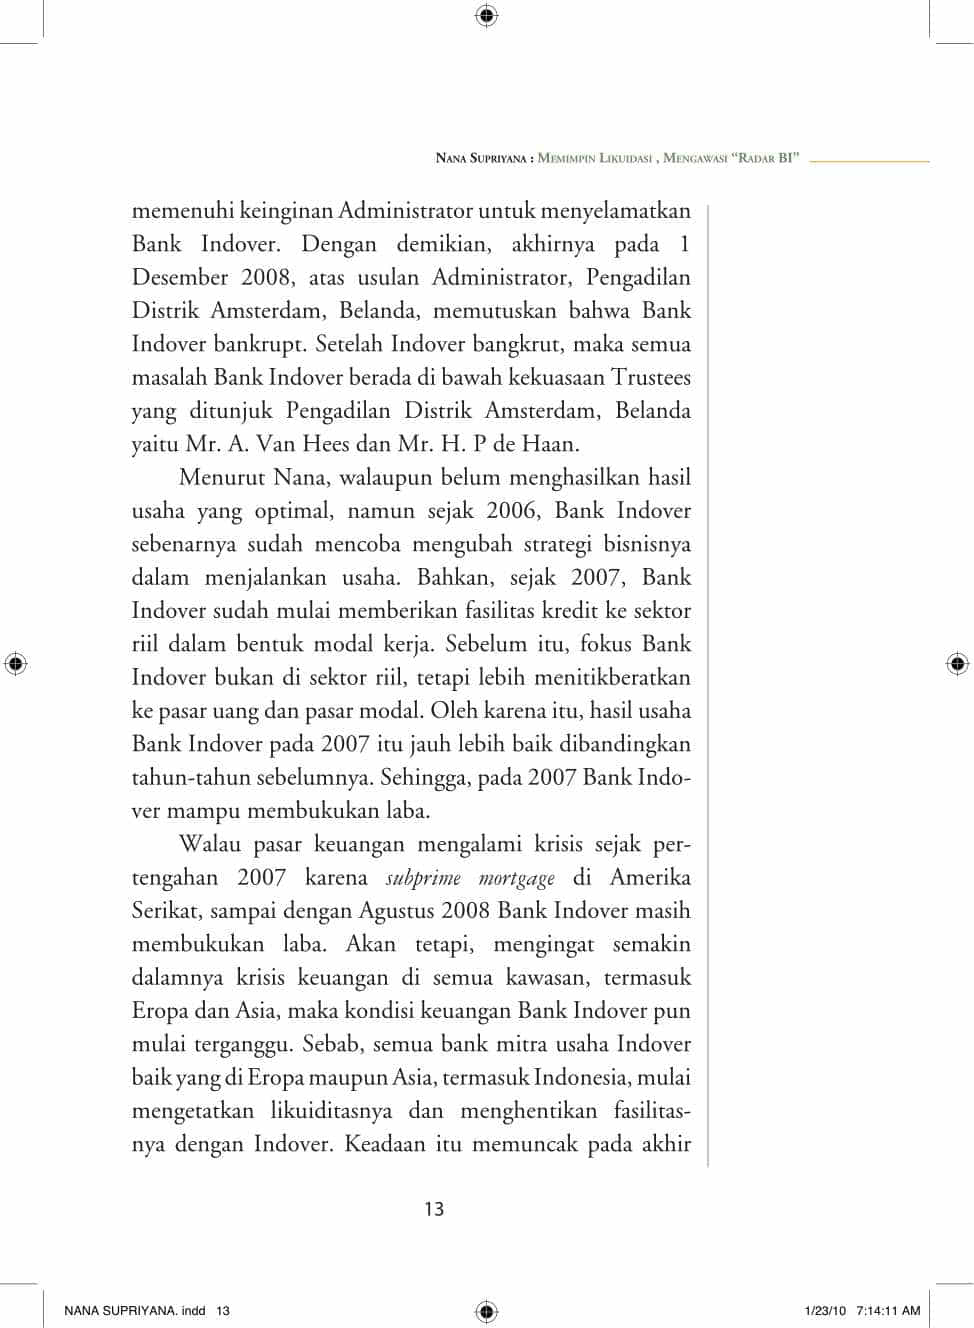 NANA SUPRIYANA : MEMIMPIN LIKUIDASI , MENGAWASI “RADAR BI”
memenuhi keinginan Administrator untuk menyelamatkan
Bank Indover. Dengan demikian, akhirnya pada 1
Desember 2008, atas usulan Administrator, Pengadilan
Distrik Amsterdam, Belanda, memutuskan bahwa Bank
Indover bankrupt. Setelah Indover bangkrut, maka semua
masalah Bank Indover berada di bawah kekuasaan Trustees
yang ditunjuk Pengadilan Distrik Amsterdam, Belanda
yaitu Mr. A. Van Hees dan Mr. H. P de Haan.
Menurut Nana, walaupun belum menghasilkan hasil
usaha yang optimal, namun sejak 2006, Bank Indover
sebenarnya sudah mencoba mengubah strategi bisnisnya
dalam menjalankan usaha. Bahkan, sejak 2007, Bank
Indover sudah mulai memberikan fasilitas kredit ke sektor
riil dalam bentuk modal kerja. Sebelum itu, fokus Bank
Indover bukan di sektor riil, tetapi lebih menitikberatkan
ke pasar uang dan pasar modal. Oleh karena itu, hasil usaha
Bank Indover pada 2007 itu jauh lebih baik dibandingkan
tahun-tahun sebelumnya. Sehingga, pada 2007 Bank Indo-
ver mampu membukukan laba.
Walau pasar keuangan mengalami krisis sejak per-
tengahan 2007 karena subprime mortgage di Amerika
Serikat, sampai dengan Agustus 2008 Bank Indover masih
membukukan laba. Akan tetapi, mengingat semakin
dalamnya krisis keuangan di semua kawasan, termasuk
Eropa dan Asia, maka kondisi keuangan Bank Indover pun
mulai terganggu. Sebab, semua bank mitra usaha Indover
baik yang di Eropa maupun Asia, termasuk Indonesia, mulai
mengetatkan likuiditasnya dan menghentikan fasilitas-
nya dengan Indover. Keadaan itu memuncak pada akhir
13
NANA SUPRIYANA. indd   13
1/23/10   7:14:11 AM